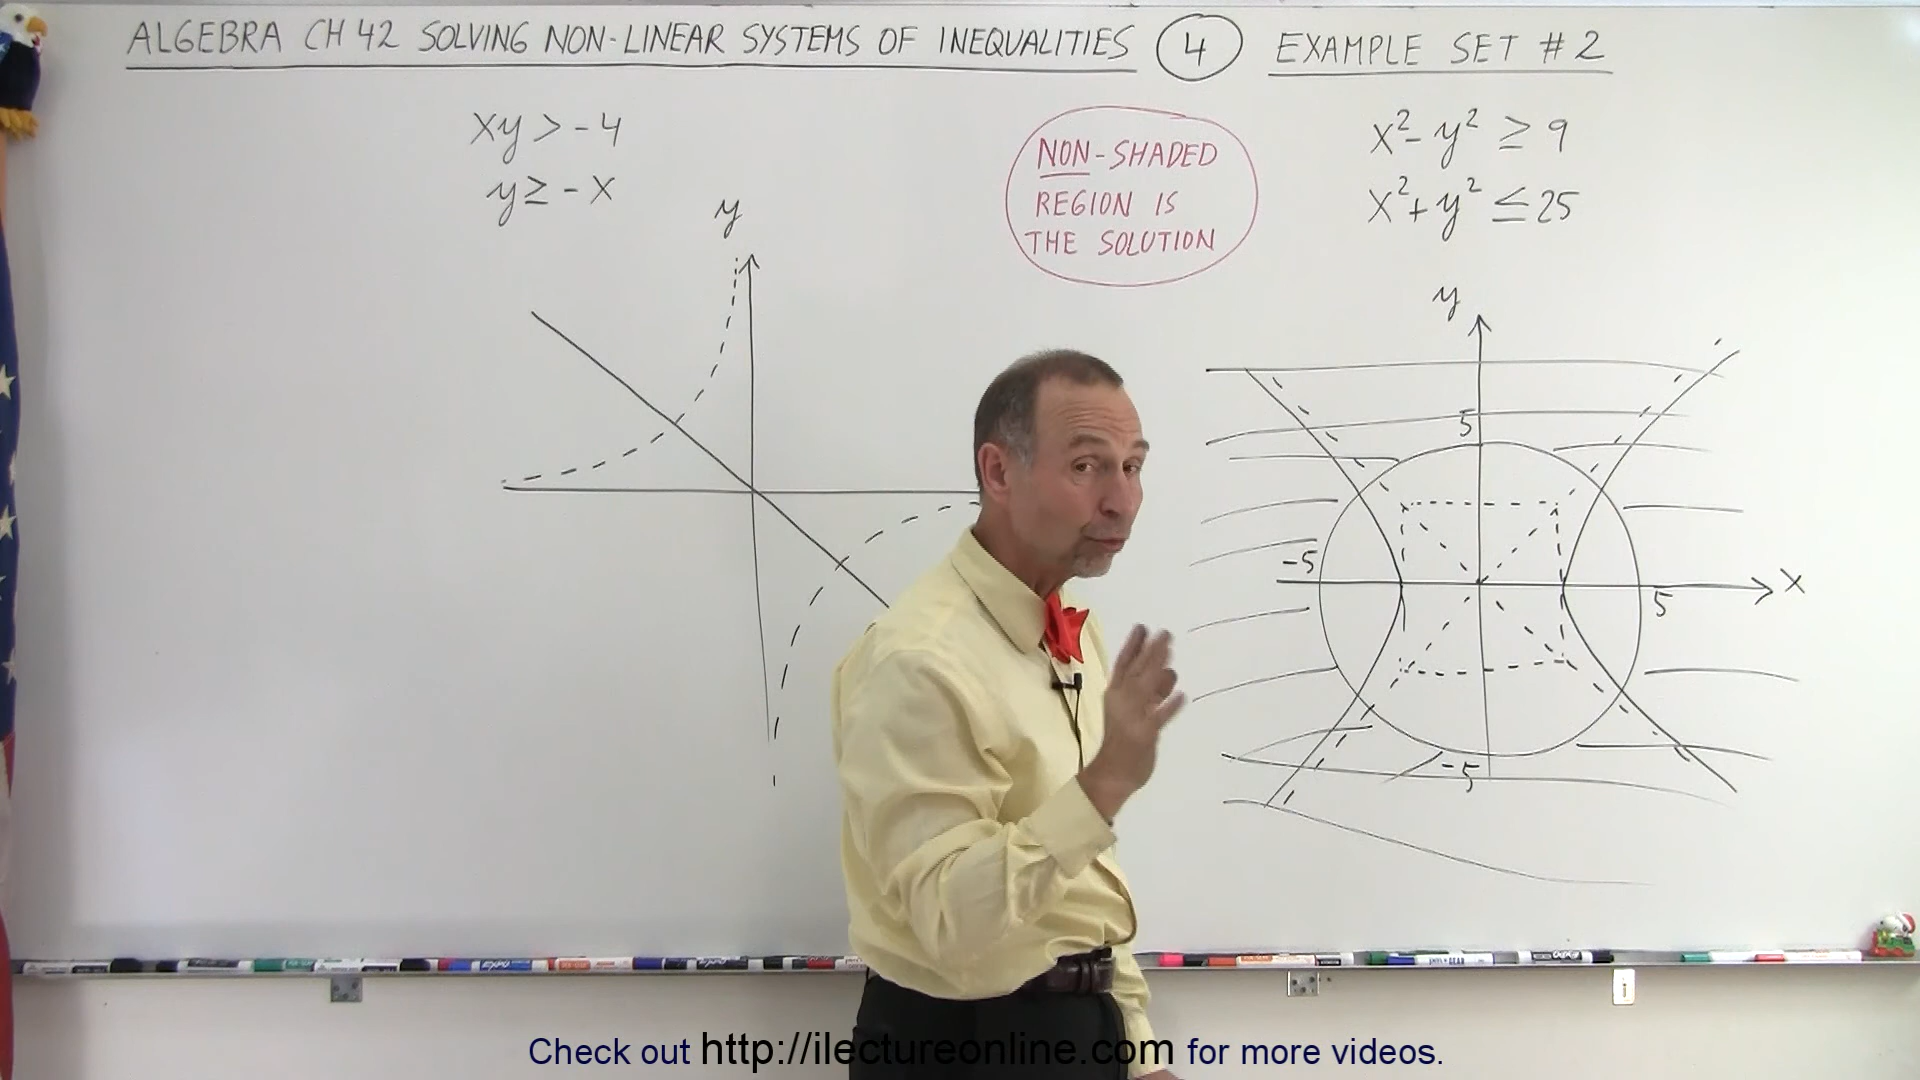 ALGEBRA CH 42 SOLVING NON-LINEAR SYSTEMS OF INEQUALITIES 4 EXAMPLE SET # 2
xy > -4
y ≥ -x
NON-SHADED
REGION IS
THE SOLUTION
x² - y² ≥ 9
x² + y² ≤ 25
y
y
5
-5
5
x
-5
EXPO
i
Check out http://ilectureonline.com for more videos.